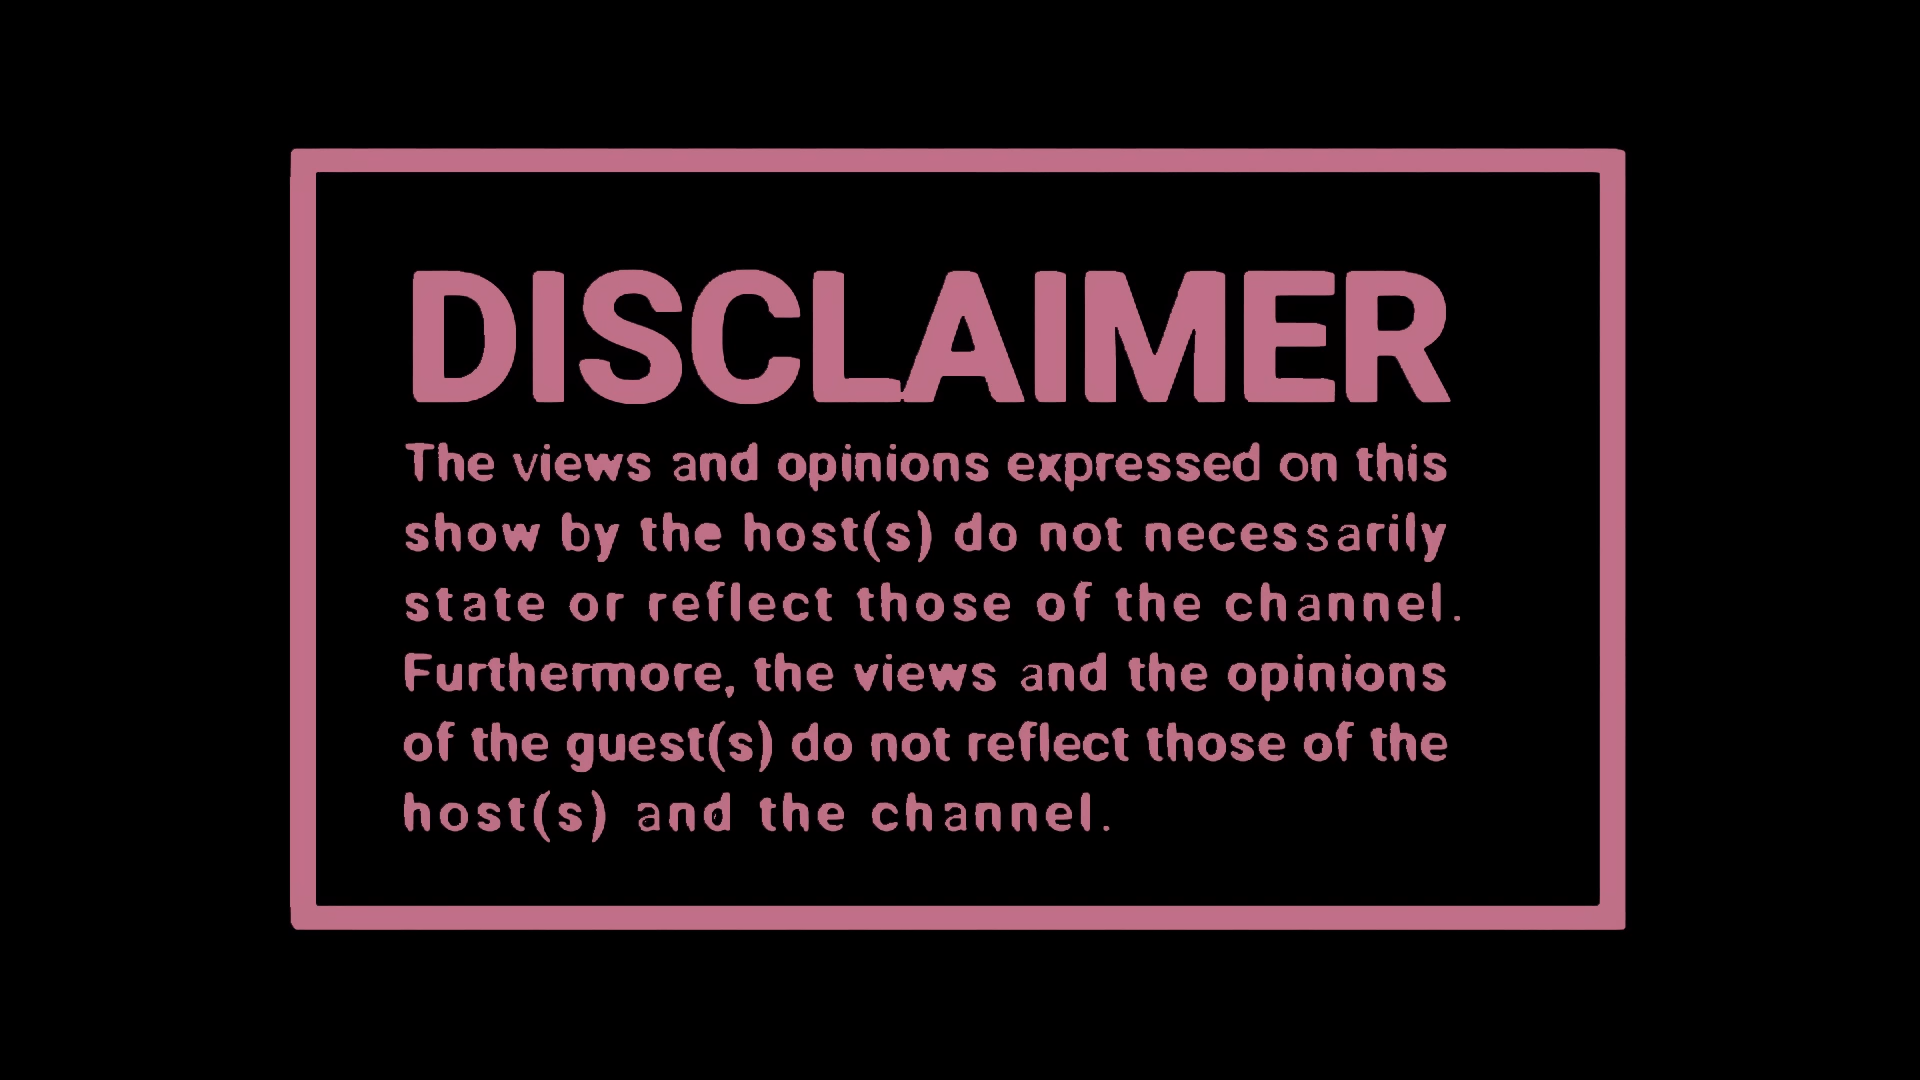 DISCLAIMER
The views and opinions expressed on this
show by the host(s) do not necessarily
state or reflect those of the channel.
Furthermore, the views and the opinions
of the guest(s) do not reflect those of the
host(s) and the channel.